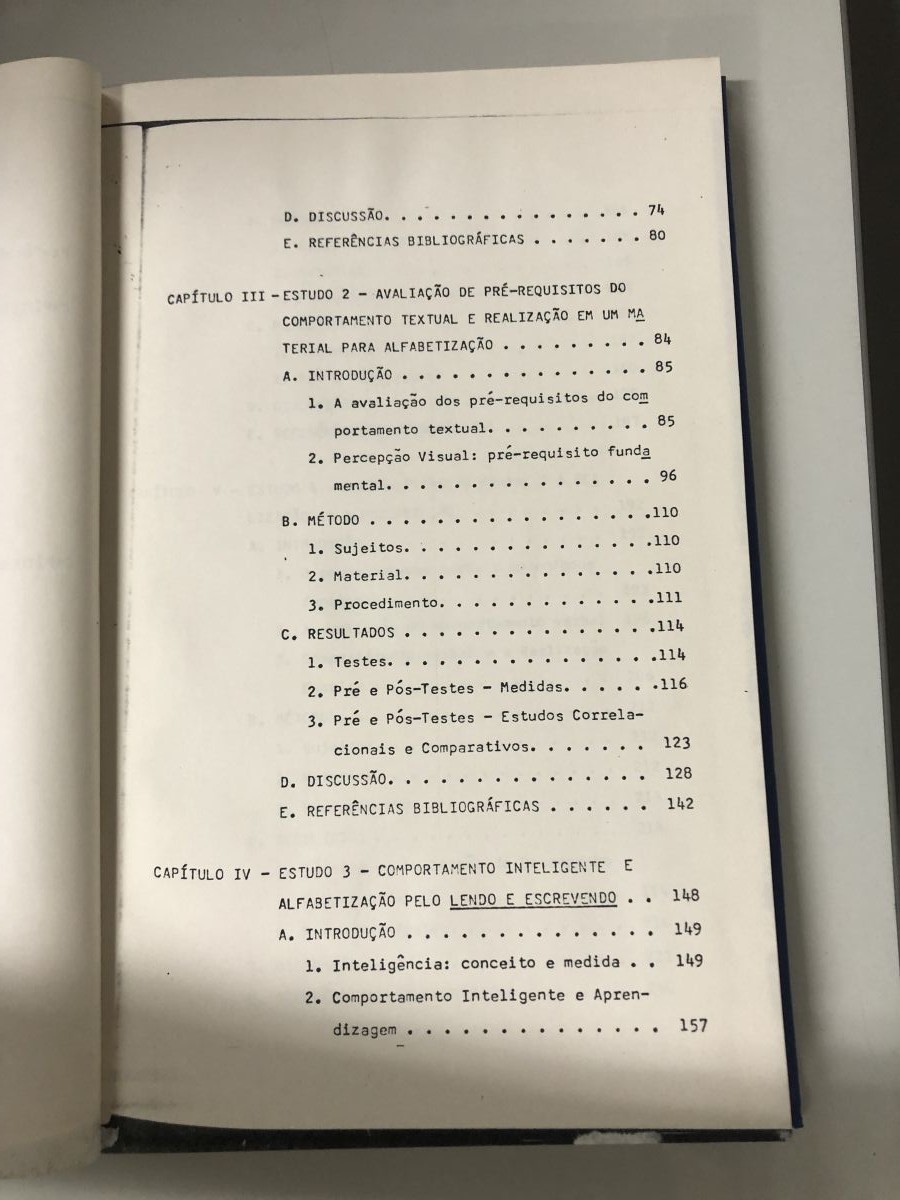 D. DISCUSSÃO. . . . . . . . . . . . . . . . 74
E. REFERÊNCIAS BIBLIOGRÁFICAS . . . . . . . 80
CAPÍTULO III - ESTUDO 2 - AVALIAÇÃO DE PRÉ-REQUISITOS DO
COMPORTAMENTO TEXTUAL E REALIZAÇÃO EM UM MA
TERIAL PARA ALFABETIZAÇÃO . . . . . . . . . 84
A. INTRODUÇÃO . . . . . . . . . . . . . . . 85
1. A avaliação dos pré-requisitos do com
portamento textual. . . . . . . . . . 85
2. Percepção Visual: pré-requisito funda
mental. . . . . . . . . . . . . . . . 96
B. MÉTODO . . . . . . . . . . . . . . . . .110
1. Sujeitos. . . . . . . . . . . . . . .110
2. Material. . . . . . . . . . . . . . .110
3. Procedimento. . . . . . . . . . . . .111
C. RESULTADOS . . . . . . . . . . . . . . .114
1. Testes. . . . . . . . . . . . . . . .114
2. Pré e Pós-Testes - Medidas. . . . . .116
3. Pré e Pós-Testes - Estudos Correla-
cionais e Comparativos. . . . . . . 123
D. DISCUSSÃO. . . . . . . . . . . . . . . 128
E. REFERÊNCIAS BIBLIOGRÁFICAS . . . . . . 142
CAPÍTULO IV - ESTUDO 3 - COMPORTAMENTO INTELIGENTE E
ALFABETIZAÇÃO PELO LENDO E ESCREVENDO . . 148
A. INTRODUÇÃO . . . . . . . . . . . . . . 149
1. Inteligência: conceito e medida . . 149
2. Comportamento Inteligente e Apren-
dizagem . . . . . . . . . . . . . . 157